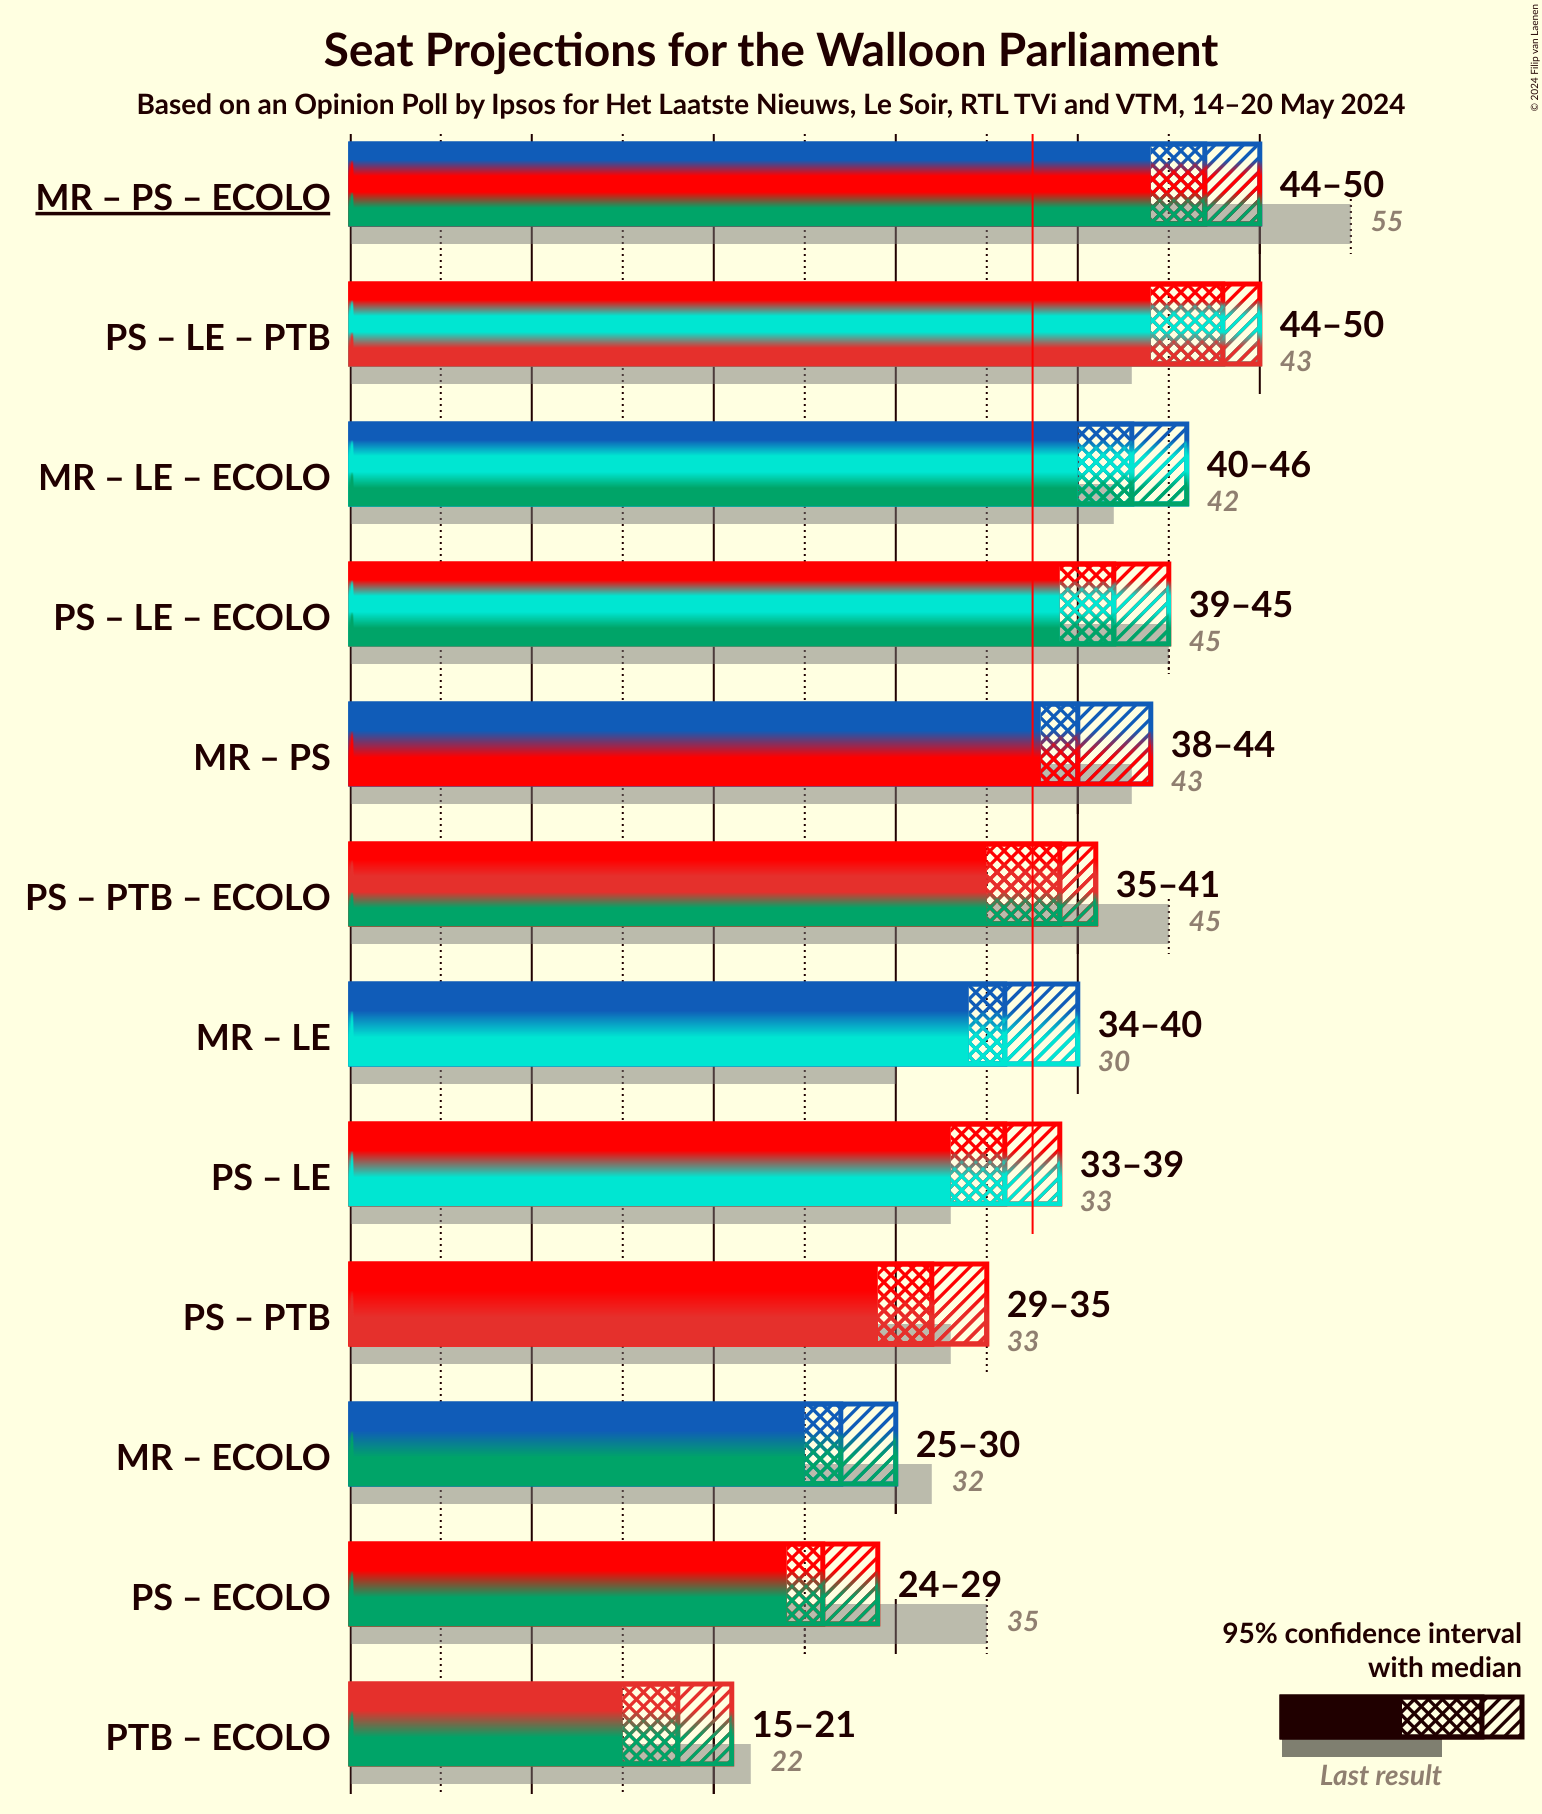 Seat Projections for the Walloon Parliament
Based on an Opinion Poll by Ipsos for Het Laatste Nieuws, Le Soir, RTL TVi and VTM, 14–20 May 2024
© 2024 Filip van Laenen
MR – PS – ECOLO
44–50
55
PS – LE – PTB
44–50
43
MR – LE – ECOLO
40–46
42
PS – LE – ECOLO
39–45
45
MR – PS
38–44
43
PS – PTB – ECOLO
35–41
45
MR – LE
34–40
30
PS – LE
33–39
33
PS – PTB
29–35
33
MR – ECOLO
25–30
32
PS – ECOLO
24–29
35
PTB – ECOLO
15–21
22
95% confidence interval
with median
Last result